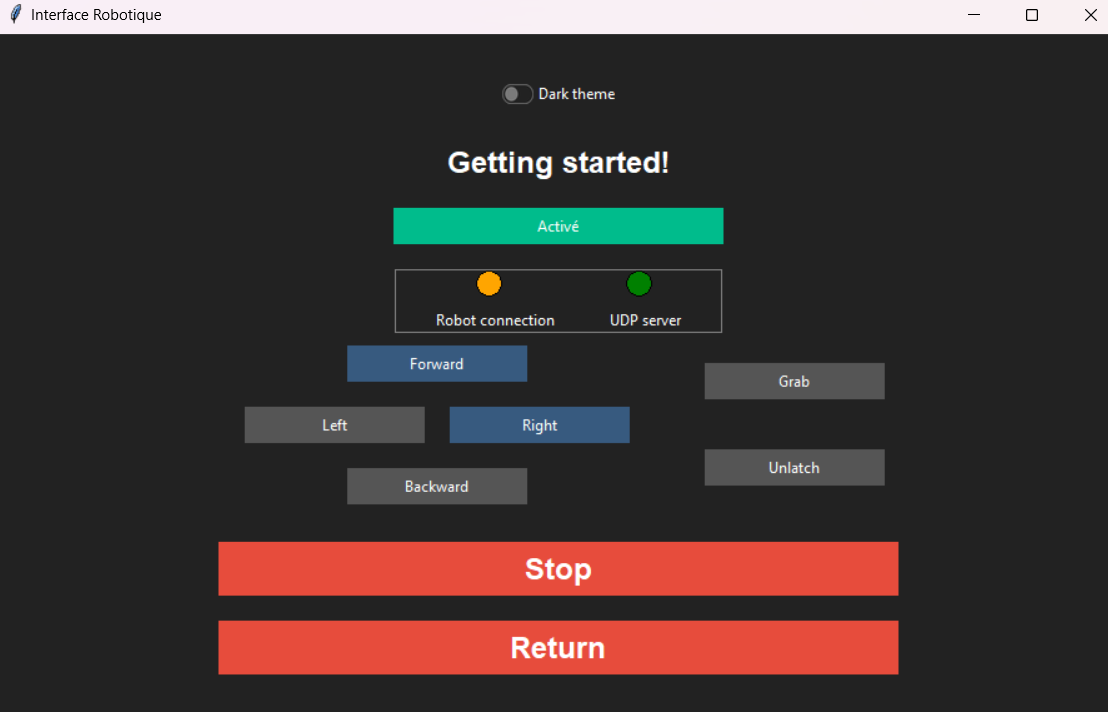 Interface Robotique
Dark theme
Getting started!
Activé
Robot connection UDP server
Forward
Grab
Left Right
Unlatch
Backward
Stop
Return